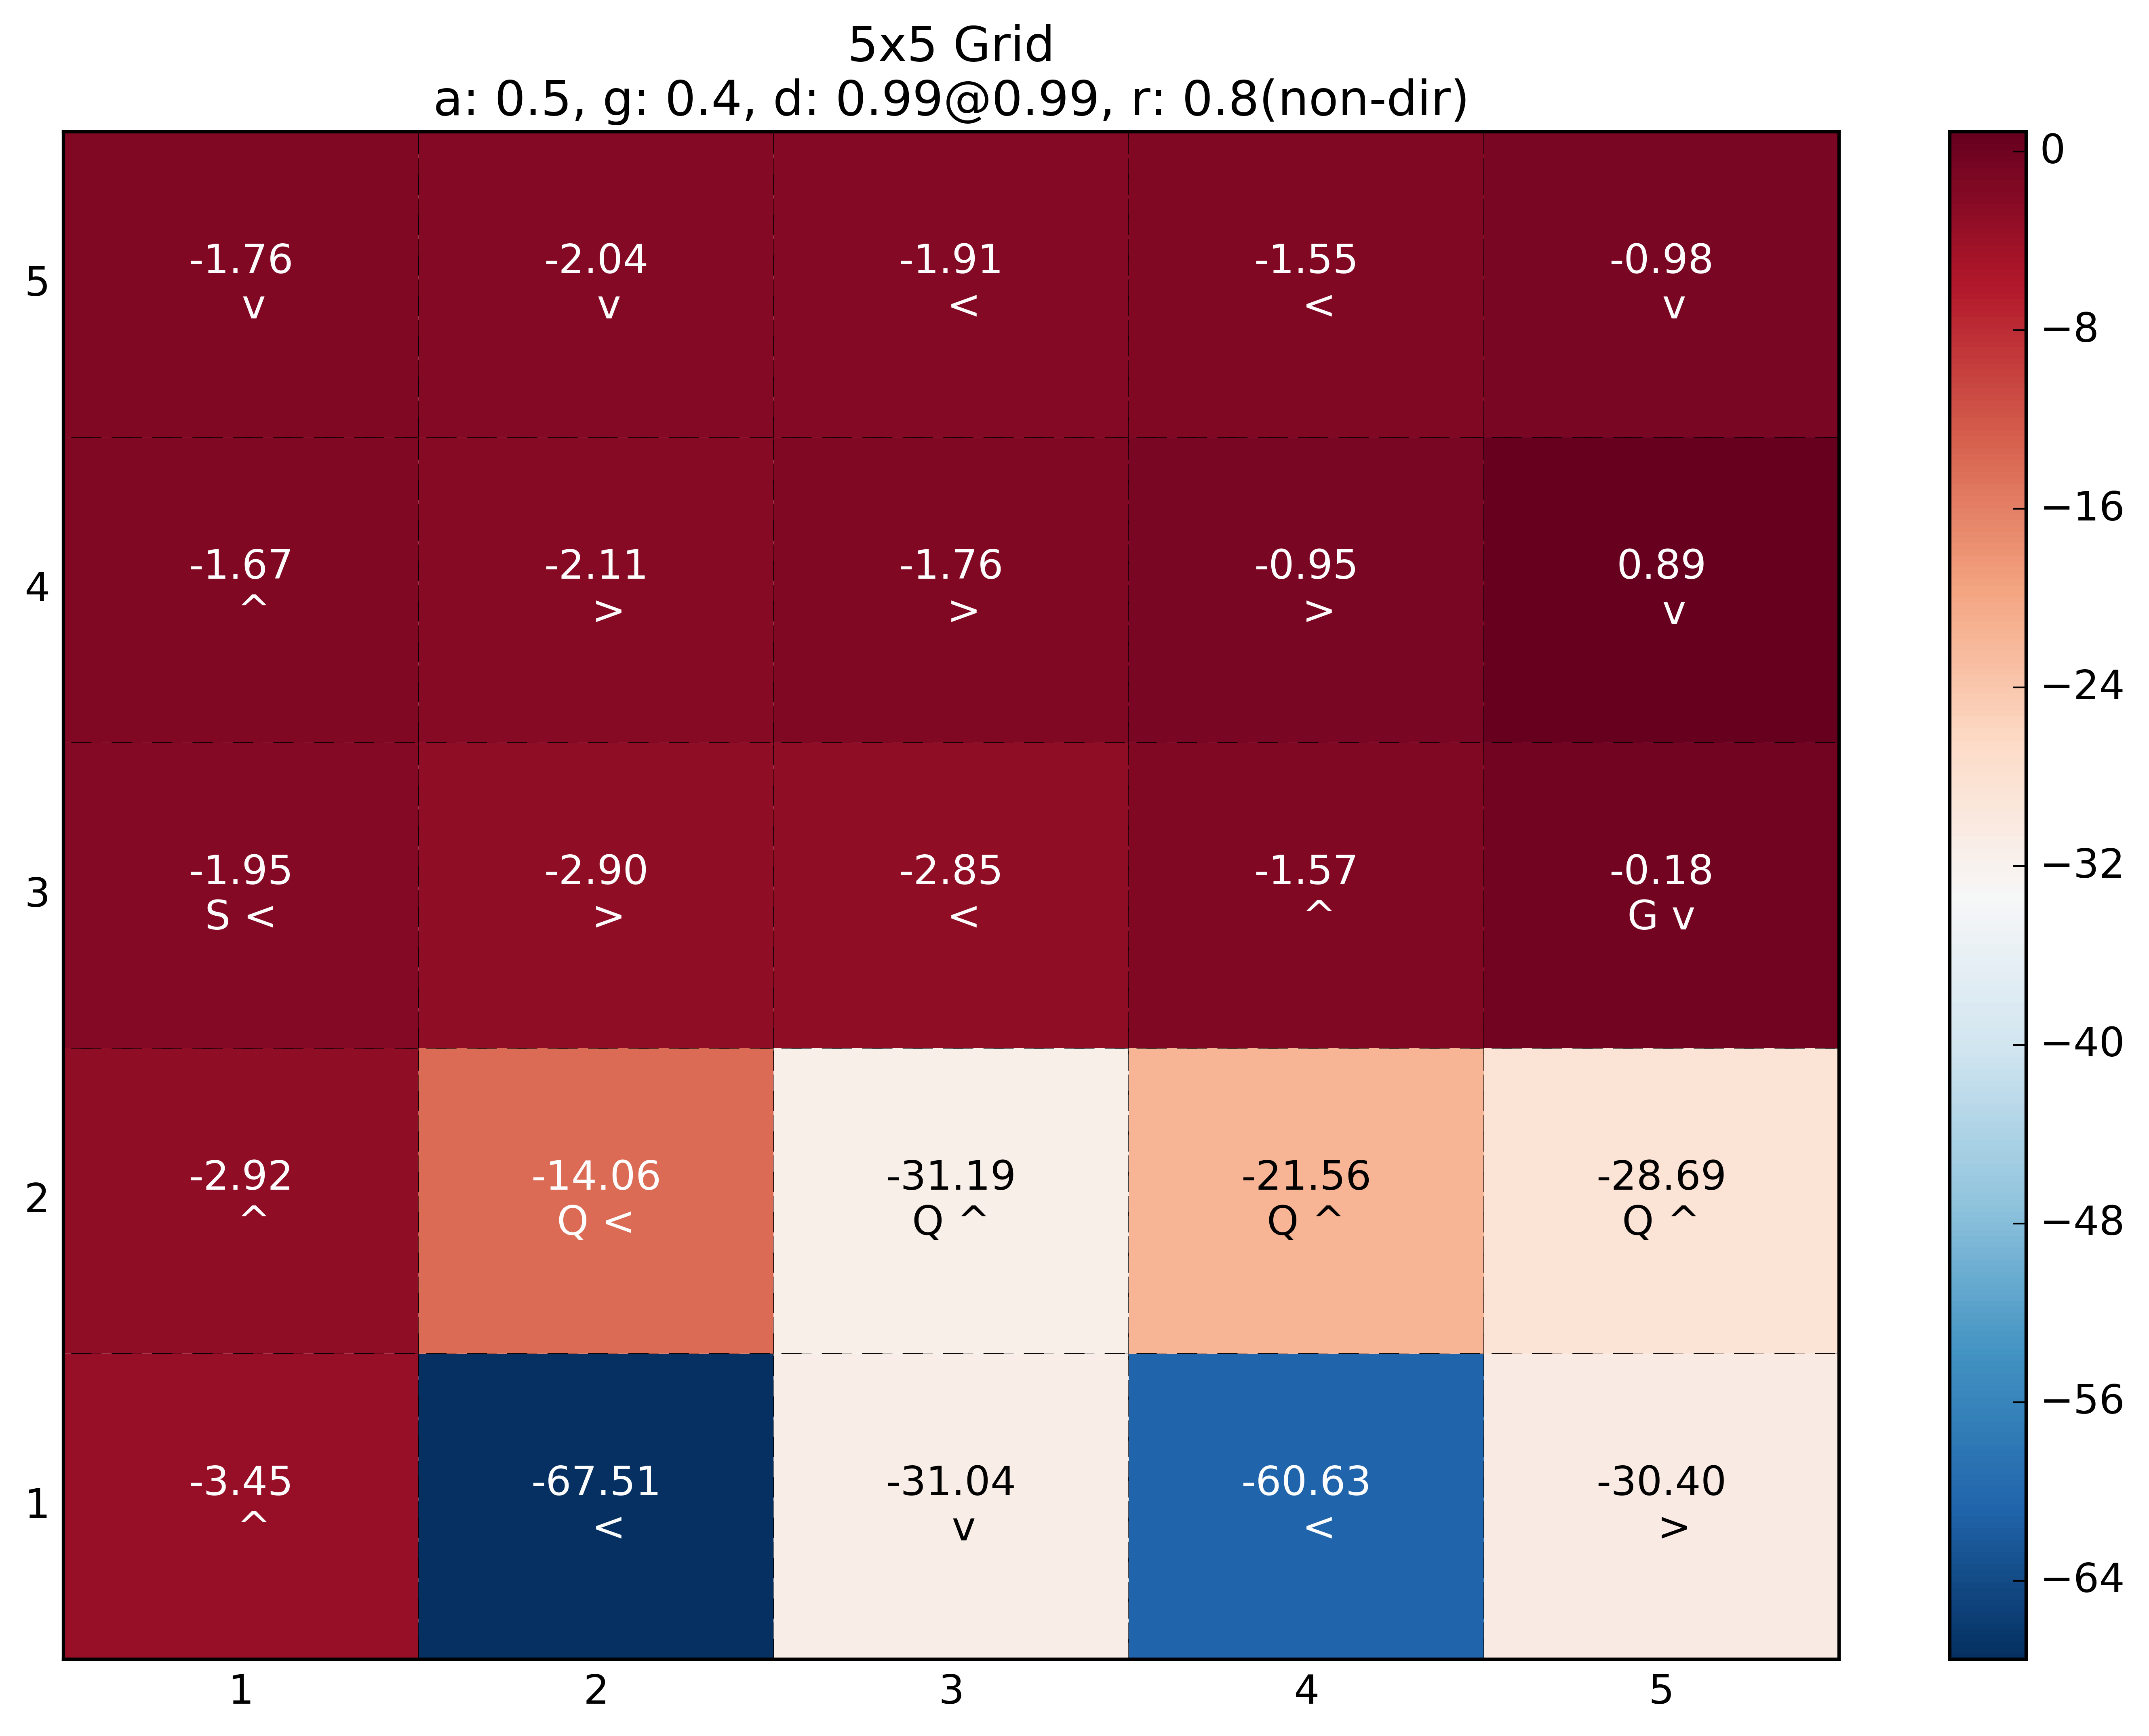 5x5 Grid
a: 0.5, g: 0.4, d: 0.99@0.99, r: 0.8(non-dir)
5
-1.76 -2.04 -1.91 -1.55 -0.98
v v < < v
4
-1.67 -2.11 -1.76 -0.95 0.89
^ > > > v
3
-1.95 -2.90 -2.85 -1.57 -0.18
S < > < ^ G v
2
-2.92 -14.06 -31.19 -21.56 -28.69
^ Q < Q ^ Q ^ Q ^
1
-3.45 -67.51 -31.04 -60.63 -30.40
^ < v < >
1 2 3 4 5
0
−8
−16
−24
−32
−40
−48
−56
−64